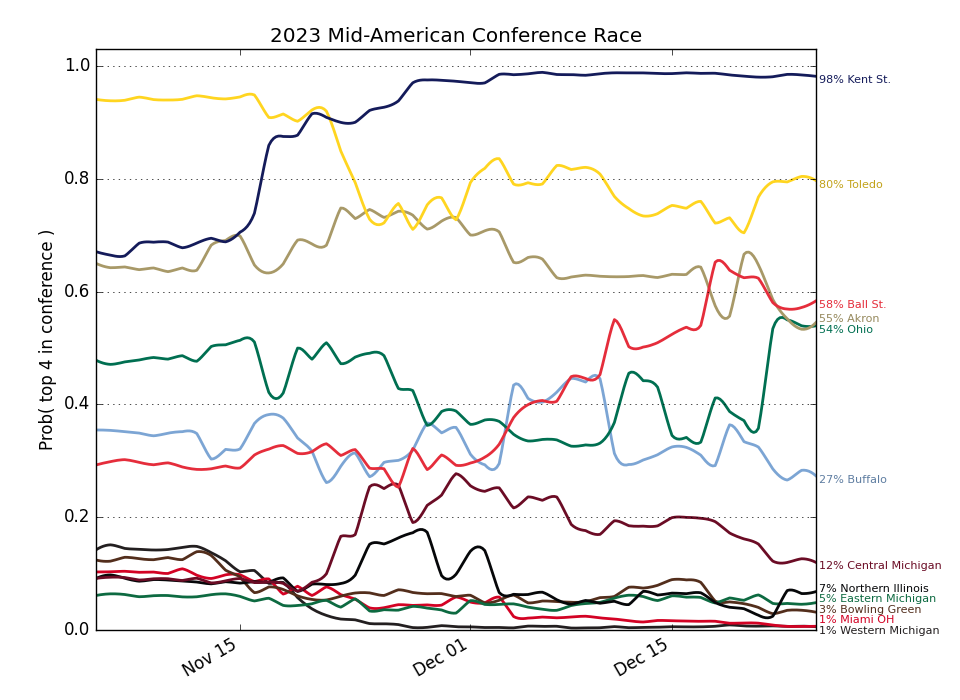 2023 Mid-American Conference Race
Prob( top 4 in conference )
1.0
0.8
0.6
0.4
0.2
0.0
Nov 15
Dec 01
Dec 15
98% Kent St.
80% Toledo
58% Ball St.
55% Akron
54% Ohio
27% Buffalo
12% Central Michigan
7% Northern Illinois
5% Eastern Michigan
3% Bowling Green
1% Miami OH
1% Western Michigan